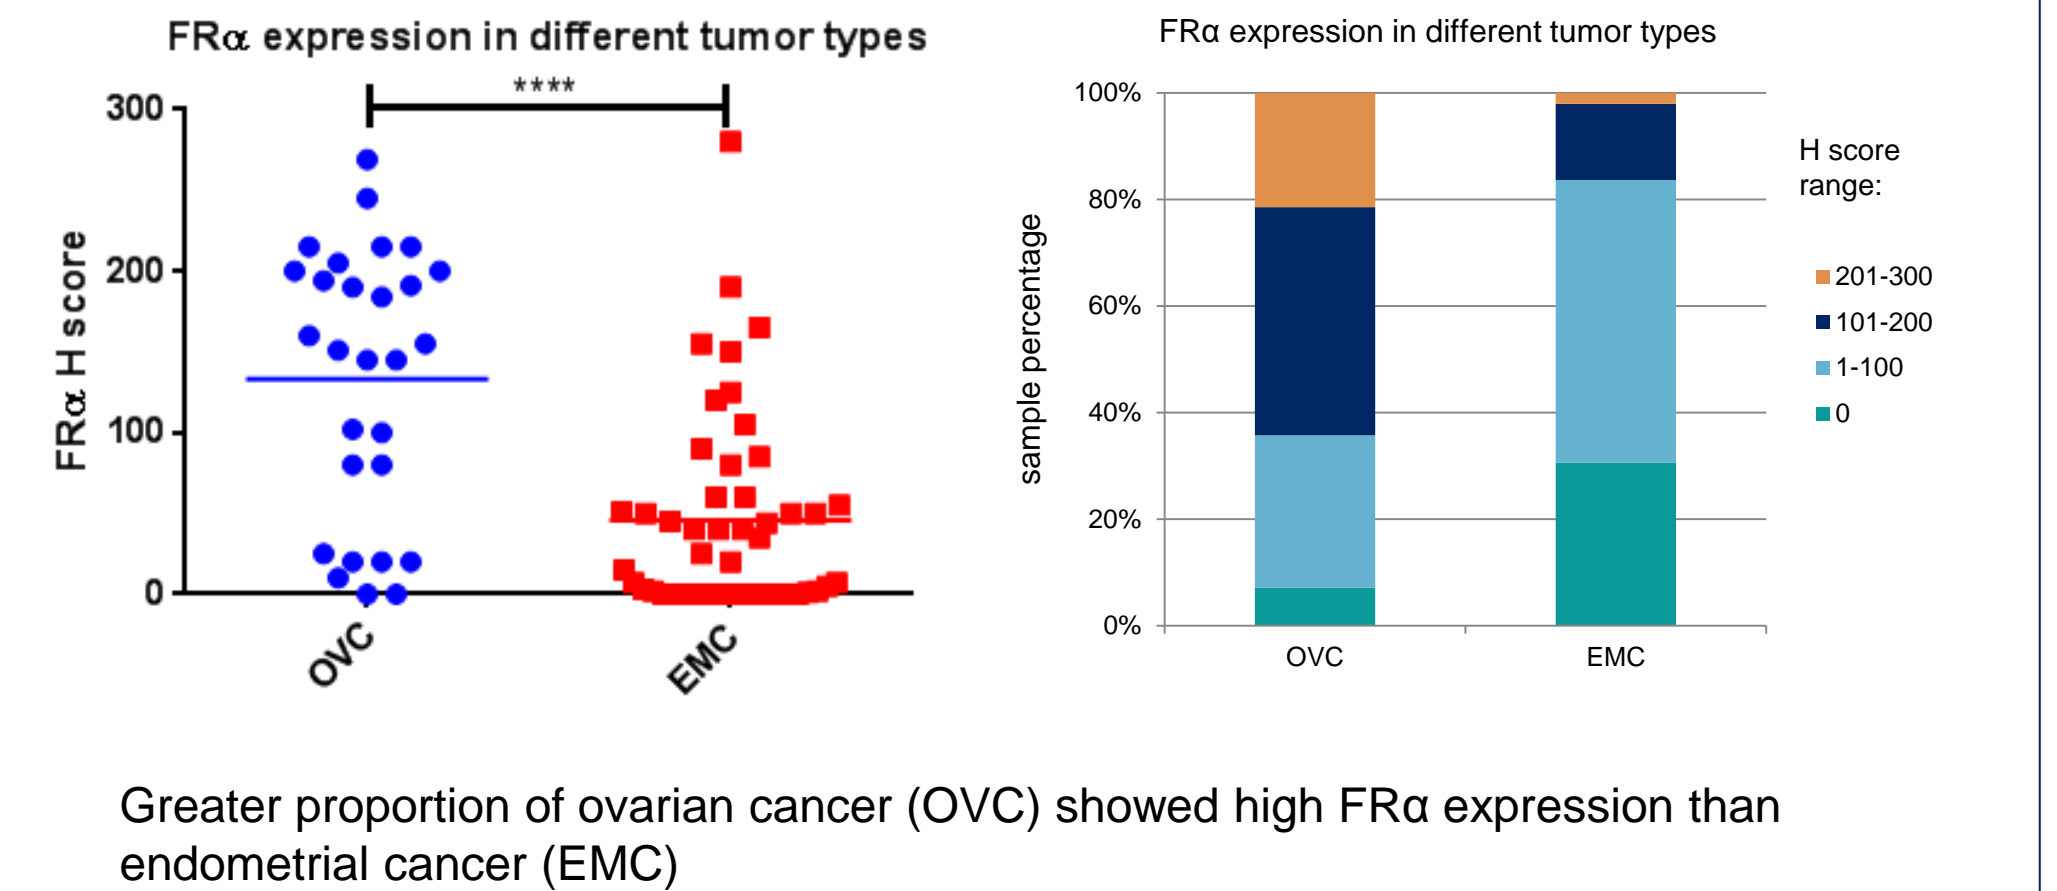 FRα expression in different tumor types
****
300
200
100
0
FRα H score
OVC
EMC
FRα expression in different tumor types
100%
80%
60%
40%
20%
0%
sample percentage
OVC
EMC
H score
range:
201-300
101-200
1-100
0
Greater proportion of ovarian cancer (OVC) showed high FRα expression than
endometrial cancer (EMC)